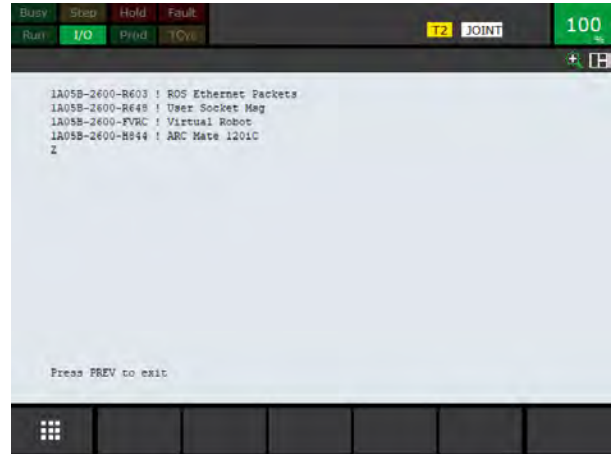 Busy Step Hold Fault
Run I/O Prod TCyc
T2 JOINT
100
%
1A05B-2600-R603 ! ROS Ethernet Packets
1A05B-2600-R648 ! User Socket Msg
1A05B-2600-FVRC ! Virtual Robot
1A05B-2600-H844 ! ARC Mate 120iC
Z
Press PREV to exit